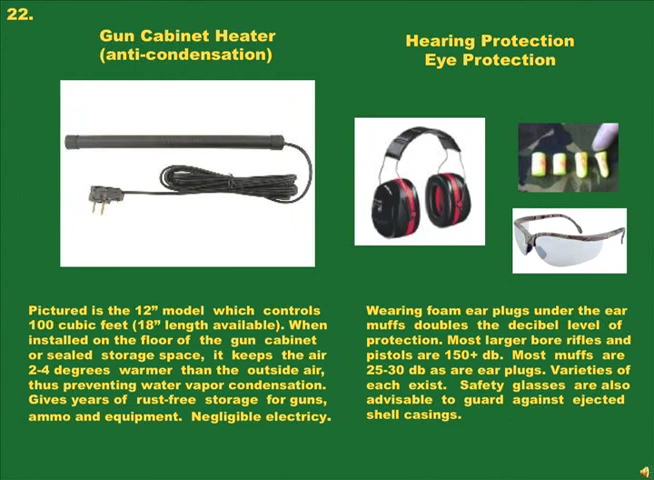 22.
Gun Cabinet Heater
(anti-condensation)
Hearing Protection
Eye Protection
Pictured is the 12” model which controls
100 cubic feet (18” length available). When
installed on the floor of the gun cabinet
or sealed storage space, it keeps the air
2-4 degrees warmer than the outside air,
thus preventing water vapor condensation.
Gives years of rust-free storage for guns,
ammo and equipment. Negligible electricy.
Wearing foam ear plugs under the ear
muffs doubles the decibel level of
protection. Most larger bore rifles and
pistols are 150+ db. Most muffs are
25-30 db as are ear plugs. Varieties of
each exist. Safety glasses are also
advisable to guard against ejected
shell casings.